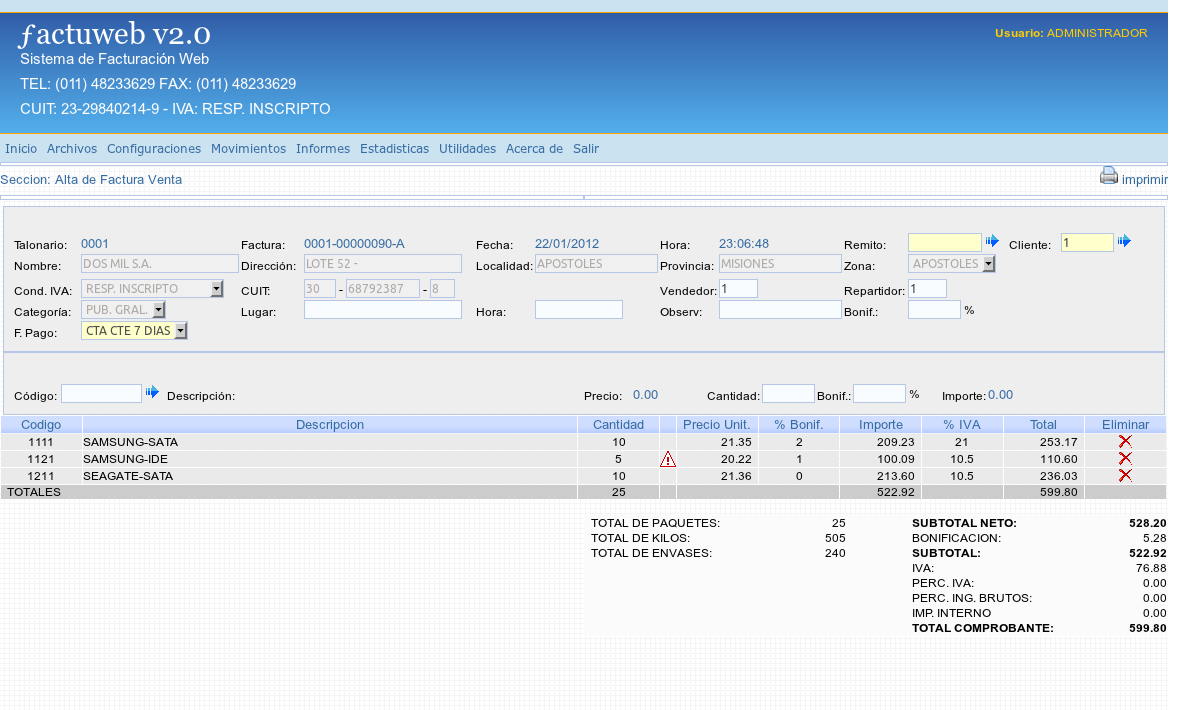 factuweb v2.0
Usuario: ADMINISTRADOR
Sistema de Facturación Web
TEL: (011) 48233629 FAX: (011) 48233629
CUIT: 23-29840214-9 - IVA: RESP. INSCRIPTO
Inicio Archivos Configuraciones Movimientos Informes Estadisticas Utilidades Acerca de Salir
Seccion: Alta de Factura Venta imprimir
Talonario: 0001 Factura: 0001-00000090-A Fecha: 22/01/2012 Hora: 23:06:48 Remito: Cliente: 1
Nombre: DOS MIL S.A. Dirección: LOTE 52 - Localidad: APOSTOLES Provincia: MISIONES Zona: APOSTOLES
Cond. IVA: RESP. INSCRIPTO CUIT: 30 - 68792387 - 8 Vendedor: 1 Repartidor: 1
Categoría: PUB. GRAL. Lugar: Hora: Observ: Bonif.: %
F. Pago: CTA CTE 7 DIAS
Código: Descripción: Precio: 0.00 Cantidad: Bonif.: % Importe: 0.00
Codigo Descripcion Cantidad Precio Unit. % Bonif. Importe % IVA Total Eliminar
1111 SAMSUNG-SATA 10 21.35 2 209.23 21 253.17
1121 SAMSUNG-IDE 5 20.22 1 100.09 10.5 110.60
1211 SEAGATE-SATA 10 21.36 0 213.60 10.5 236.03
TOTALES 25 522.92 599.80
TOTAL DE PAQUETES: 25 SUBTOTAL NETO: 528.20
TOTAL DE KILOS: 505 BONIFICACION: 5.28
TOTAL DE ENVASES: 240 SUBTOTAL: 522.92
IVA: 76.88
PERC. IVA: 0.00
PERC. ING. BRUTOS: 0.00
IMP. INTERNO 0.00
TOTAL COMPROBANTE: 599.80